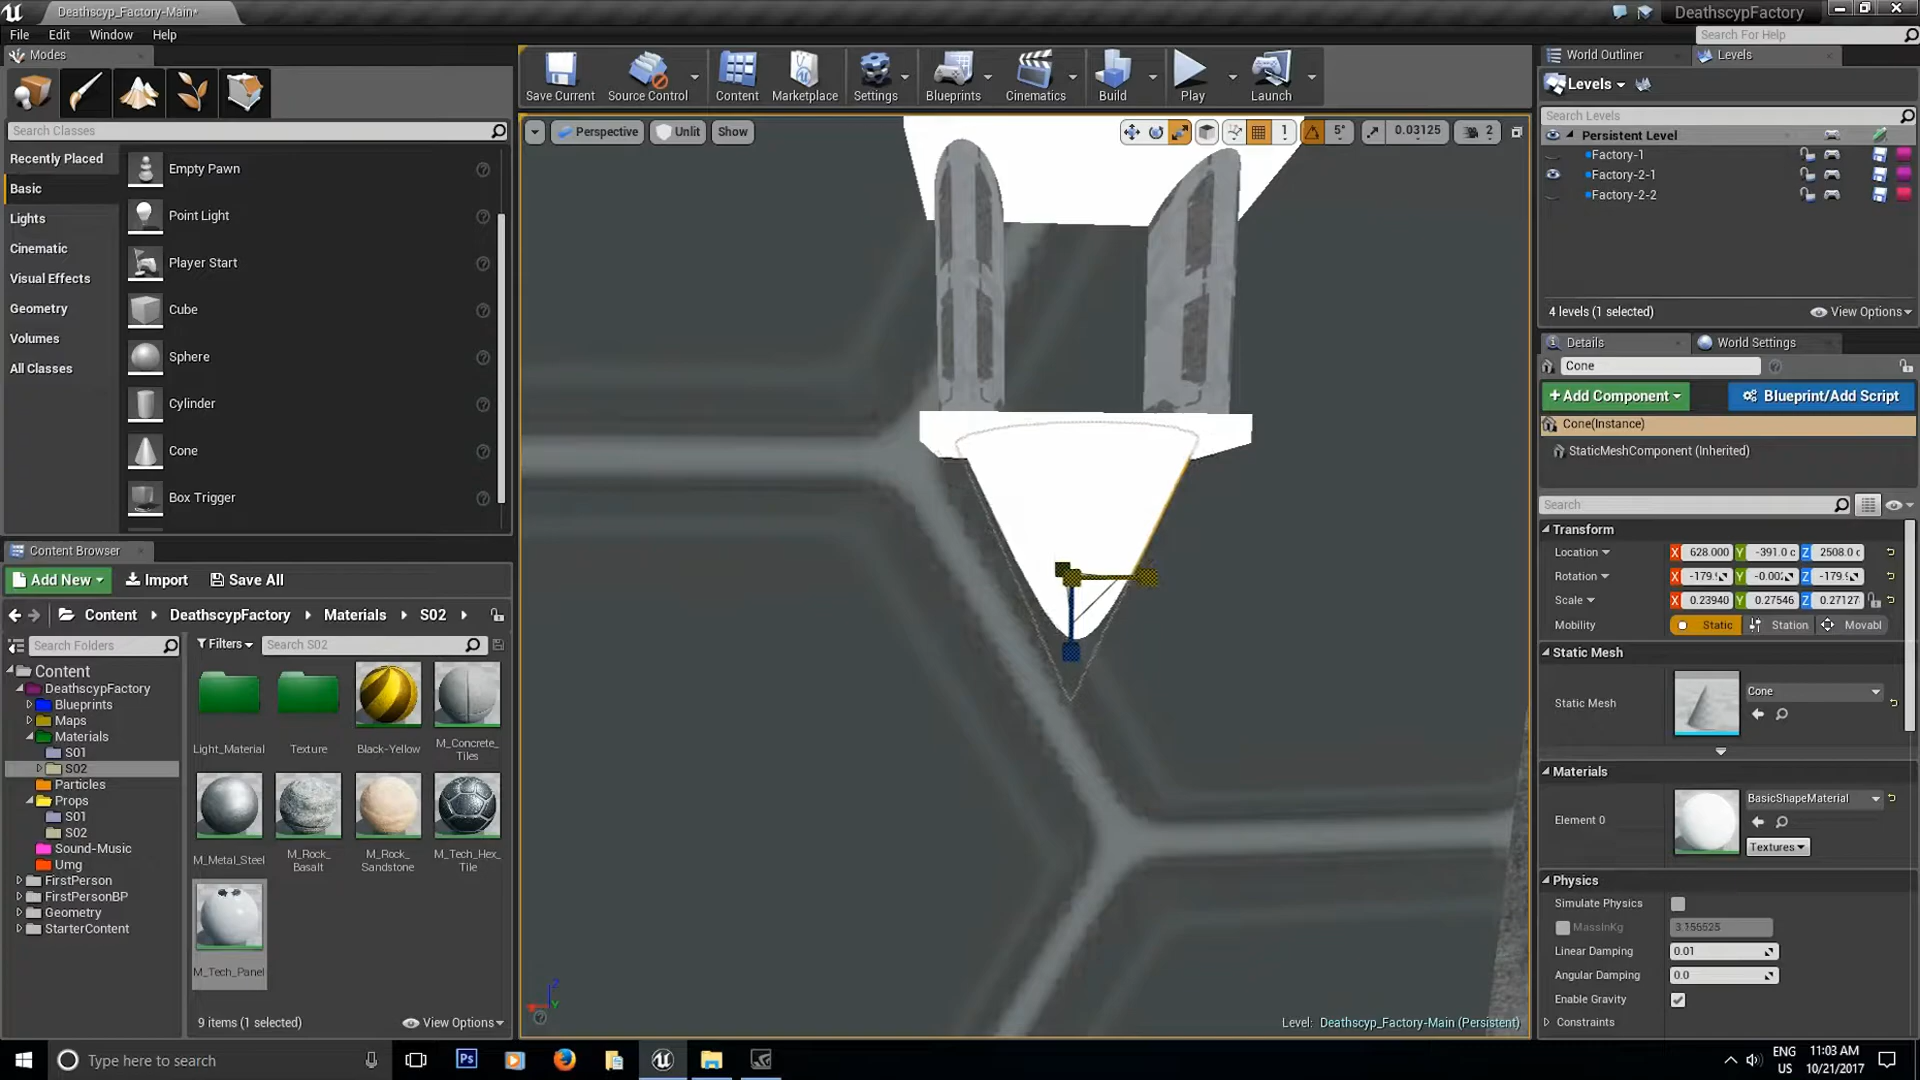 Deathscyp_Factory-Main*
DeathscypFactory
File Edit Window Help
Search For Help
Modes
Save Current
Source Control
Content
Marketplace
Settings
Blueprints
Cinematics
Build
Play
Launch
World Outliner
Levels
Levels
Search Levels
Persistent Level
Factory-1
Factory-2-1
Factory-2-2
4 levels (1 selected)
View Options
Search Classes
Recently Placed
Basic
Lights
Cinematic
Visual Effects
Geometry
Volumes
All Classes
Empty Pawn
Point Light
Player Start
Cube
Sphere
Cylinder
Cone
Box Trigger
Perspective
Unlit
Show
1
5°
0.03125
2
Details
World Settings
Cone
+Add Component
Blueprint/Add Script
Cone(Instance)
StaticMeshComponent (Inherited)
Search
Transform
Location X 628.000 Y -391.0 c Z 2508.0 c
Rotation X -179.9 Y -0.002 Z -179.9
Scale X 0.23940 Y 0.27546 Z 0.27127
Mobility Static Station Movabl
Static Mesh
Static Mesh
Cone
Materials
Element 0
BasicShapeMaterial
Textures
Physics
Simulate Physics
MassInKg 3.156525
Linear Damping 0.01
Angular Damping 0.0
Enable Gravity
Constraints
Content Browser
Add New
Import
Save All
Content
DeathscypFactory
Materials
S02
Search Folders
Filters
Search S02
Content
DeathscypFactory
Blueprints
Maps
Materials
S01
S02
Particles
Props
S01
S02
Sound-Music
Umg
FirstPerson
FirstPersonBP
Geometry
StarterContent
Light_Material
Texture
Black-Yellow
M_Concrete_
Tiles
M_Metal_Steel
M_Rock_
Basalt
M_Rock_
Sandstone
M_Tech_Hex_
Tile
M_Tech_Panel
9 items (1 selected)
View Options
Level: Deathscyp_Factory-Main (Persistent)
X
Y
Z
Type here to search
Ps
ENG
US
11:03 AM
10/21/2017